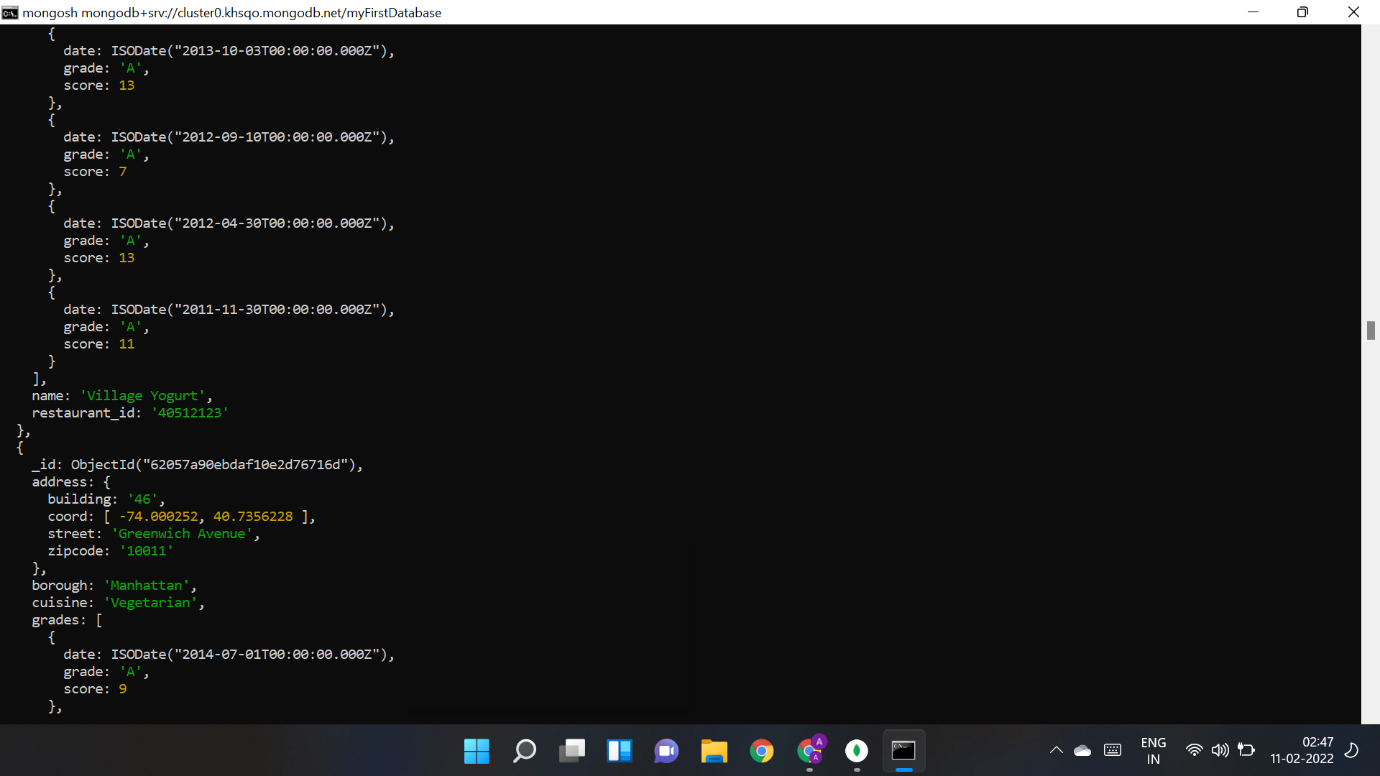 mongosh mongodb+srv://cluster0.khsqo.mongodb.net/myFirstDatabase
{
date: ISODate("2013-10-03T00:00:00.000Z"),
grade: 'A',
score: 13
},
{
date: ISODate("2012-09-10T00:00:00.000Z"),
grade: 'A',
score: 7
},
{
date: ISODate("2012-04-30T00:00:00.000Z"),
grade: 'A',
score: 13
},
{
date: ISODate("2011-11-30T00:00:00.000Z"),
grade: 'A',
score: 11
}
],
name: 'Village Yogurt',
restaurant_id: '40512123'
},
{
_id: ObjectId("62057a90ebdaf10e2d76716d"),
address: {
building: '46',
coord: [ -74.000252, 40.7356228 ],
street: 'Greenwich Avenue',
zipcode: '10011'
},
borough: 'Manhattan',
cuisine: 'Vegetarian',
grades: [
{
date: ISODate("2014-07-01T00:00:00.000Z"),
grade: 'A',
score: 9
},
A
A
ENG
IN
02:47
11-02-2022